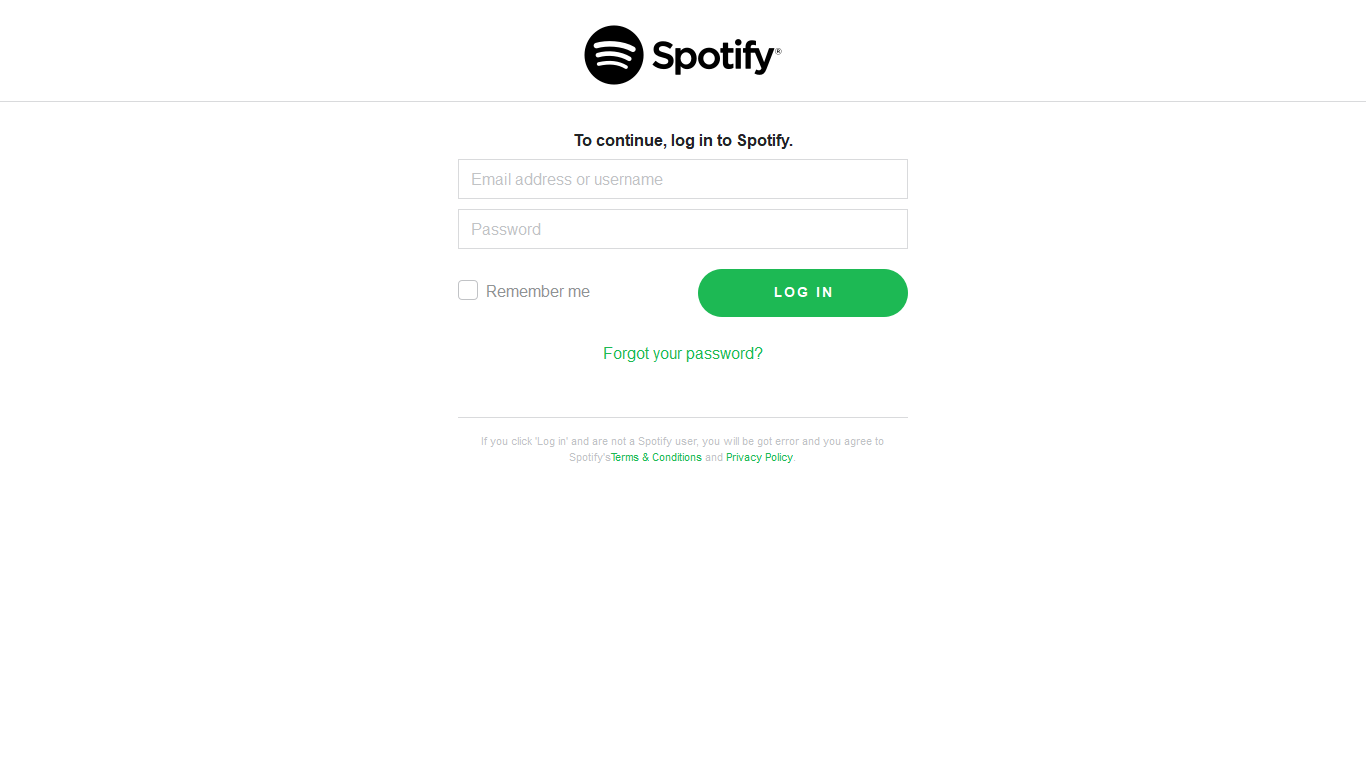 Spotify®
To continue, log in to Spotify.
Email address or username
Password
Remember me
LOG IN
Forgot your password?
If you click 'Log in' and are not a Spotify user, you will be got error and you agree to
Spotify'sTerms & Conditions and Privacy Policy.